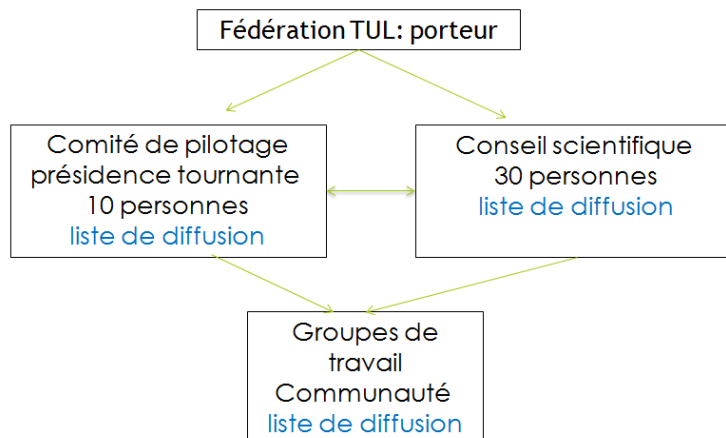 Fédération TUL: porteur
Comité de pilotage
présidence tournante
10 personnes
liste de diffusion
Conseil scientifique
30 personnes
liste de diffusion
Groupes de
travail
Communauté
liste de diffusion